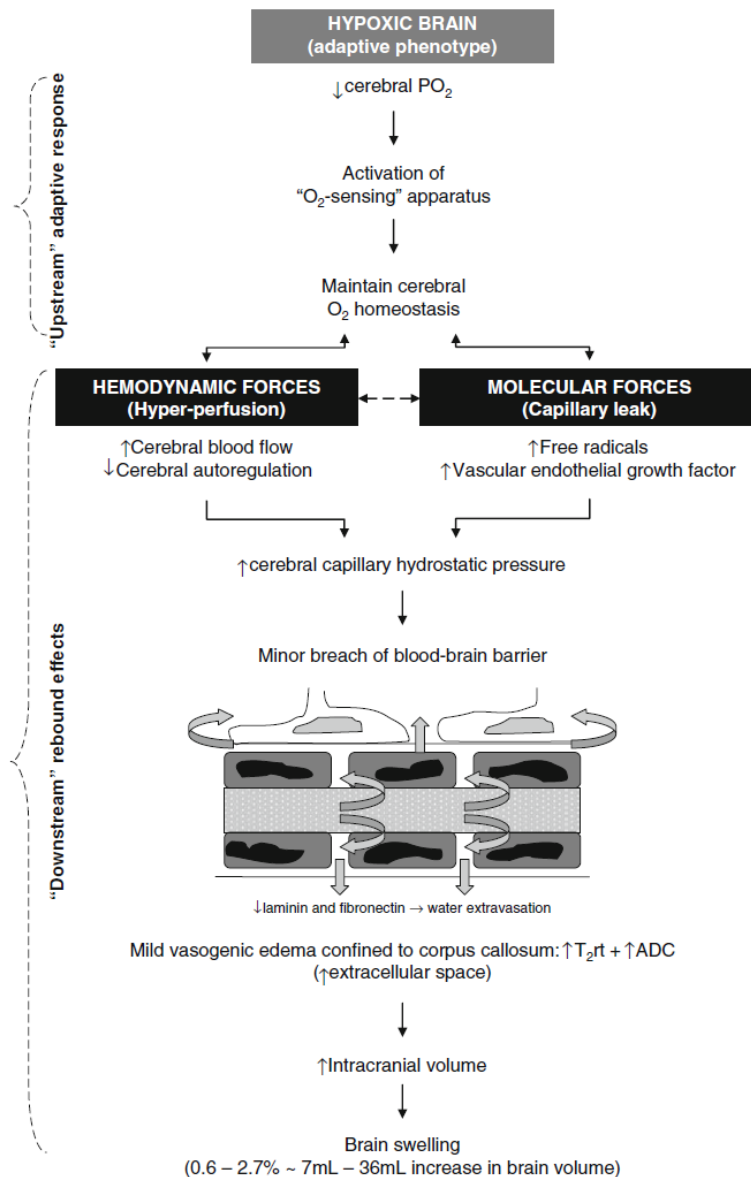 HYPOXIC BRAIN
(adaptive phenotype)
"Upstream" adaptive response
↓cerebral PO₂
Activation of
“O₂-sensing” apparatus
Maintain cerebral
O₂ homeostasis
"Downstream" rebound effects
HEMODYNAMIC FORCES
(Hyper-perfusion)
MOLECULAR FORCES
(Capillary leak)
↑Cerebral blood flow
↓Cerebral autoregulation
↑Free radicals
↑Vascular endothelial growth factor
↑cerebral capillary hydrostatic pressure
Minor breach of blood-brain barrier
↓laminin and fibronectin → water extravasation
Mild vasogenic edema confined to corpus callosum: ↑T₂rt + ↑ADC
(↑extracellular space)
↑Intracranial volume
Brain swelling
(0.6 – 2.7% ~ 7mL – 36mL increase in brain volume)